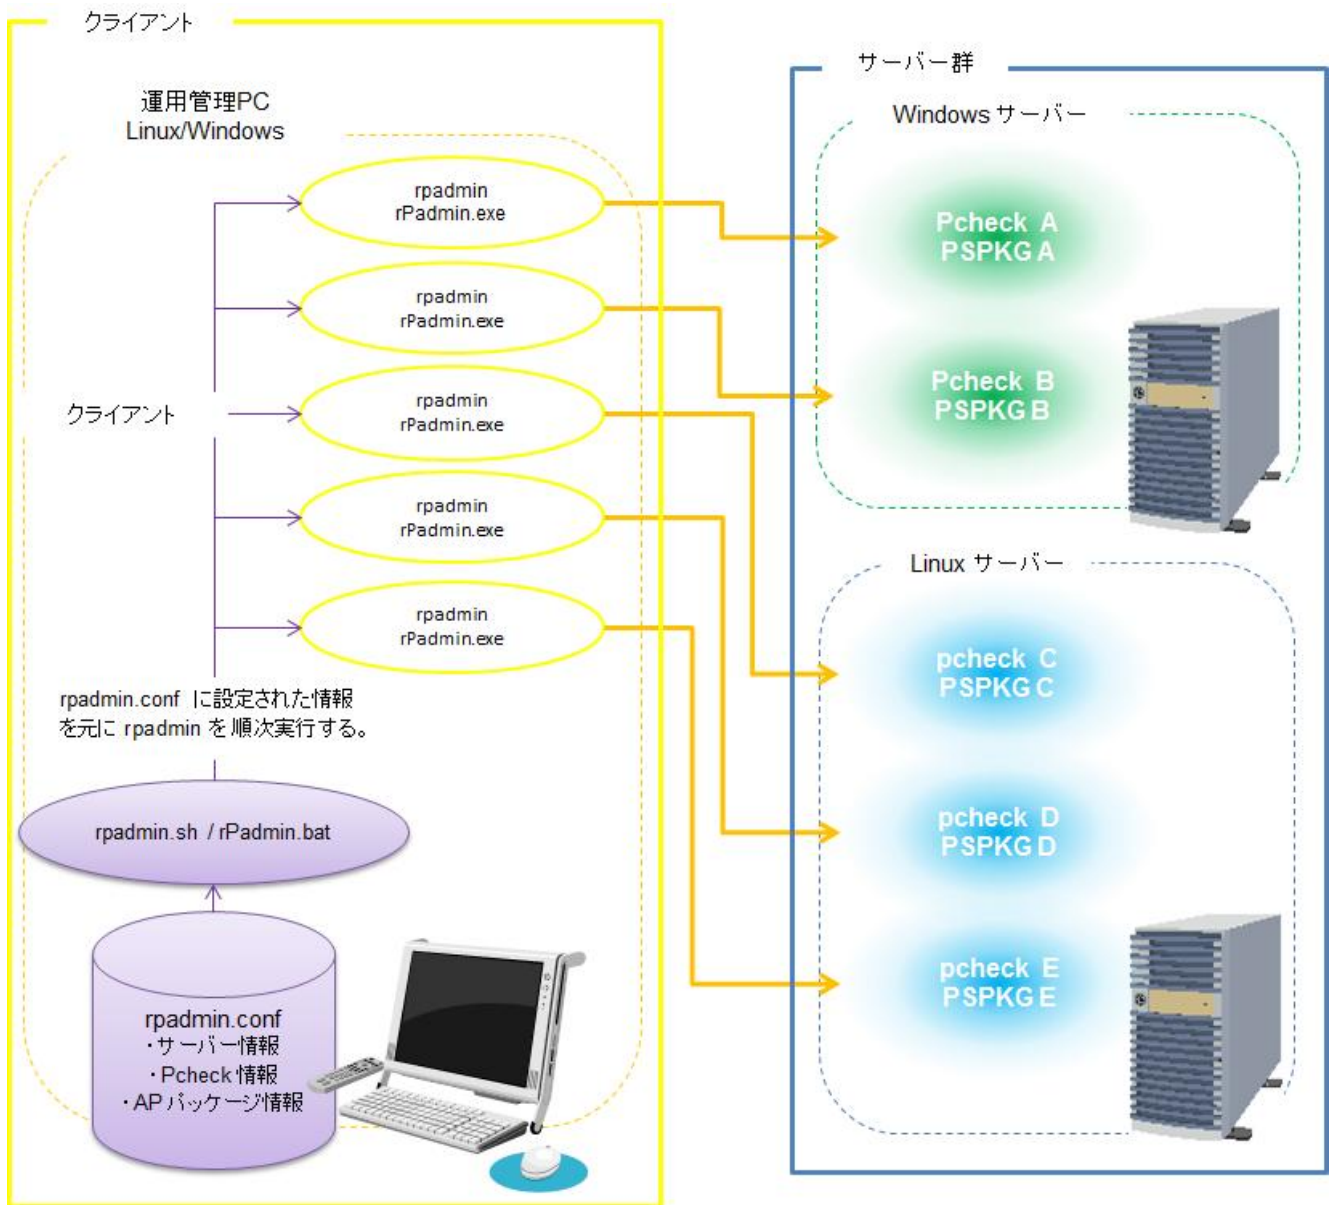 クライアント
運用管理PC
Linux/Windows
rpadmin
rPadmin.exe
rpadmin
rPadmin.exe
クライアント
rpadmin
rPadmin.exe
rpadmin
rPadmin.exe
rpadmin
rPadmin.exe
rpadmin.conf に設定された情報
を元に rpadmin を順次実行する。
rpadmin.sh / rPadmin.bat
rpadmin.conf
・サーバー情報
・Pcheck 情報
・AP パッケージ情報
サーバー群
Windows サーバー
Pcheck A
PSPKG A
Pcheck B
PSPKG B
Linux サーバー
pcheck C
PSPKG C
pcheck D
PSPKG D
pcheck E
PSPKG E